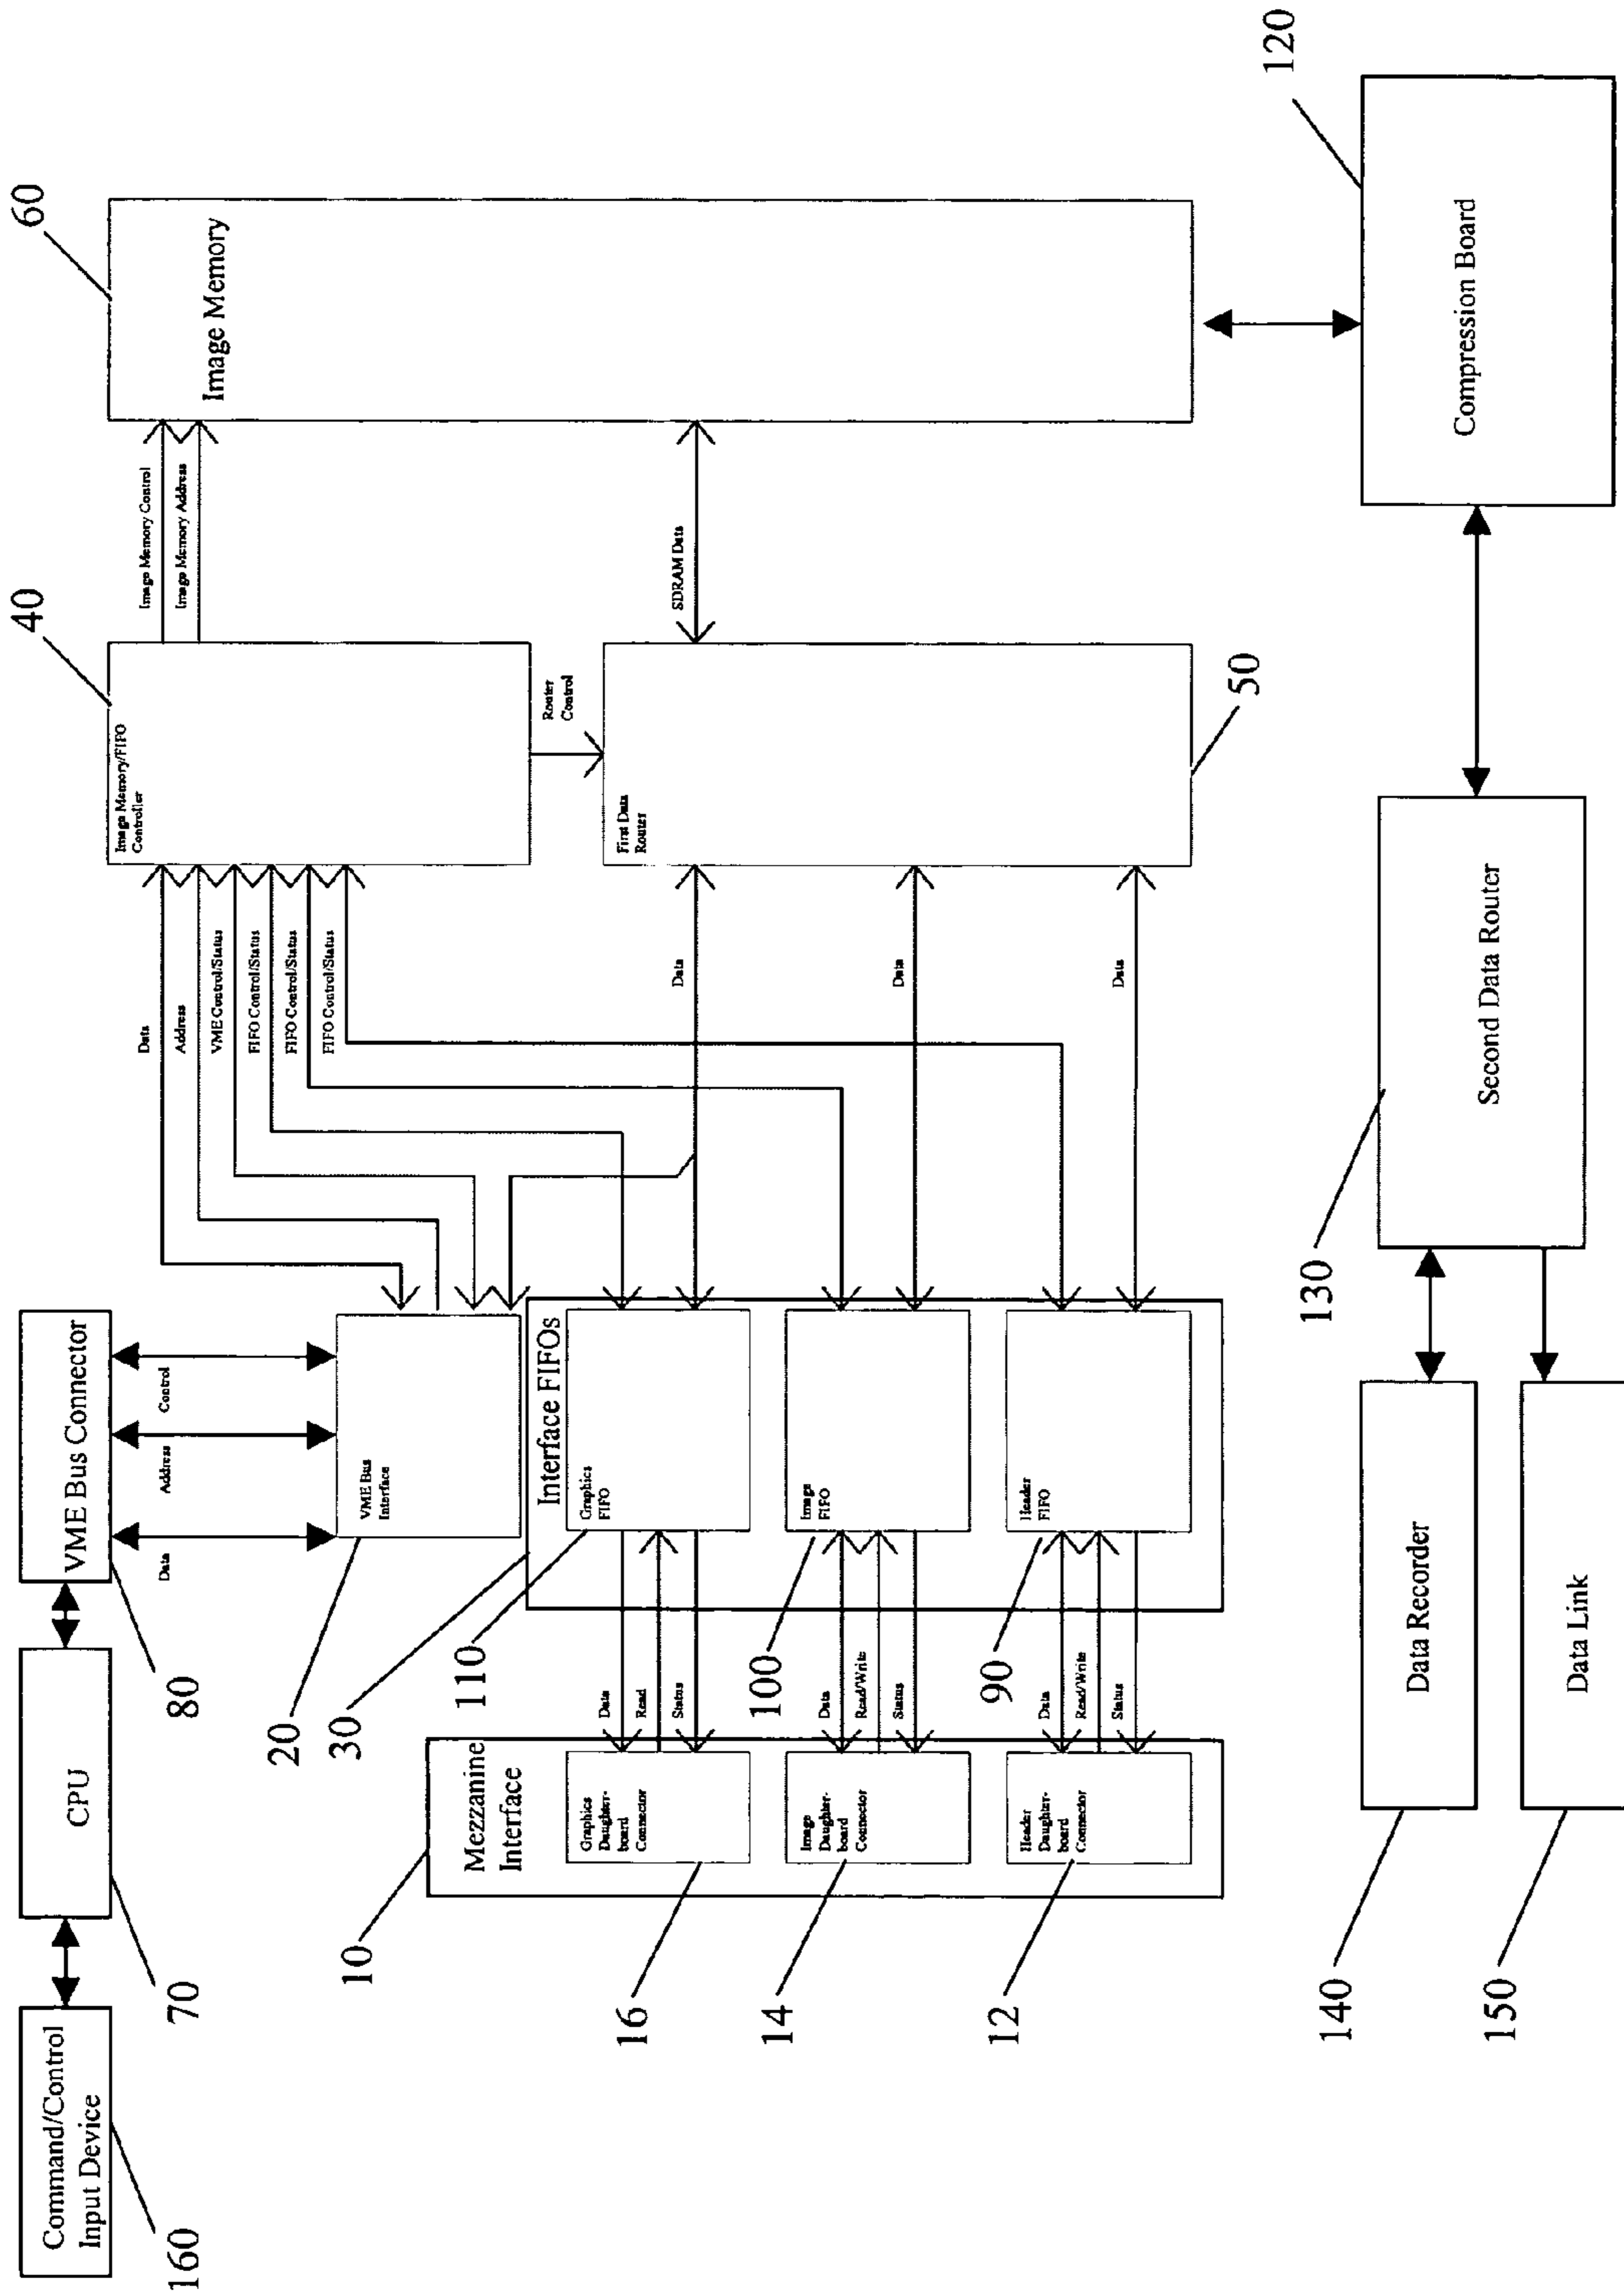 Command/Control
Input Device
160
CPU
70
VME Bus Connector
80
Data
Address
Control
VME Bus
Interface
20
Mezzanine
Interface
10
Graphics
Daughter-
board
Connector
16
Image
Daughter-
board
Connector
14
Header
Daughter-
board
Connector
12
Data
Read
Status
Data
Read/Write
Status
Data
Read/Write
Status
Interface FIFOs
30
Graphics
FIFO
110
Image
FIFO
100
Header
FIFO
90
Data
Address
VME Control/Status
FIFO Control/Status
FIFO Control/Status
FIFO Control/Status
Data
Data
Data
Image Memory/FIFO
Controller
40
Router
Control
First Data
Router
50
Image Memory Control
Image Memory Address
SDRAM Data
Image Memory
60
Data Recorder
140
Data Link
150
Second Data Router
130
Compression Board
120